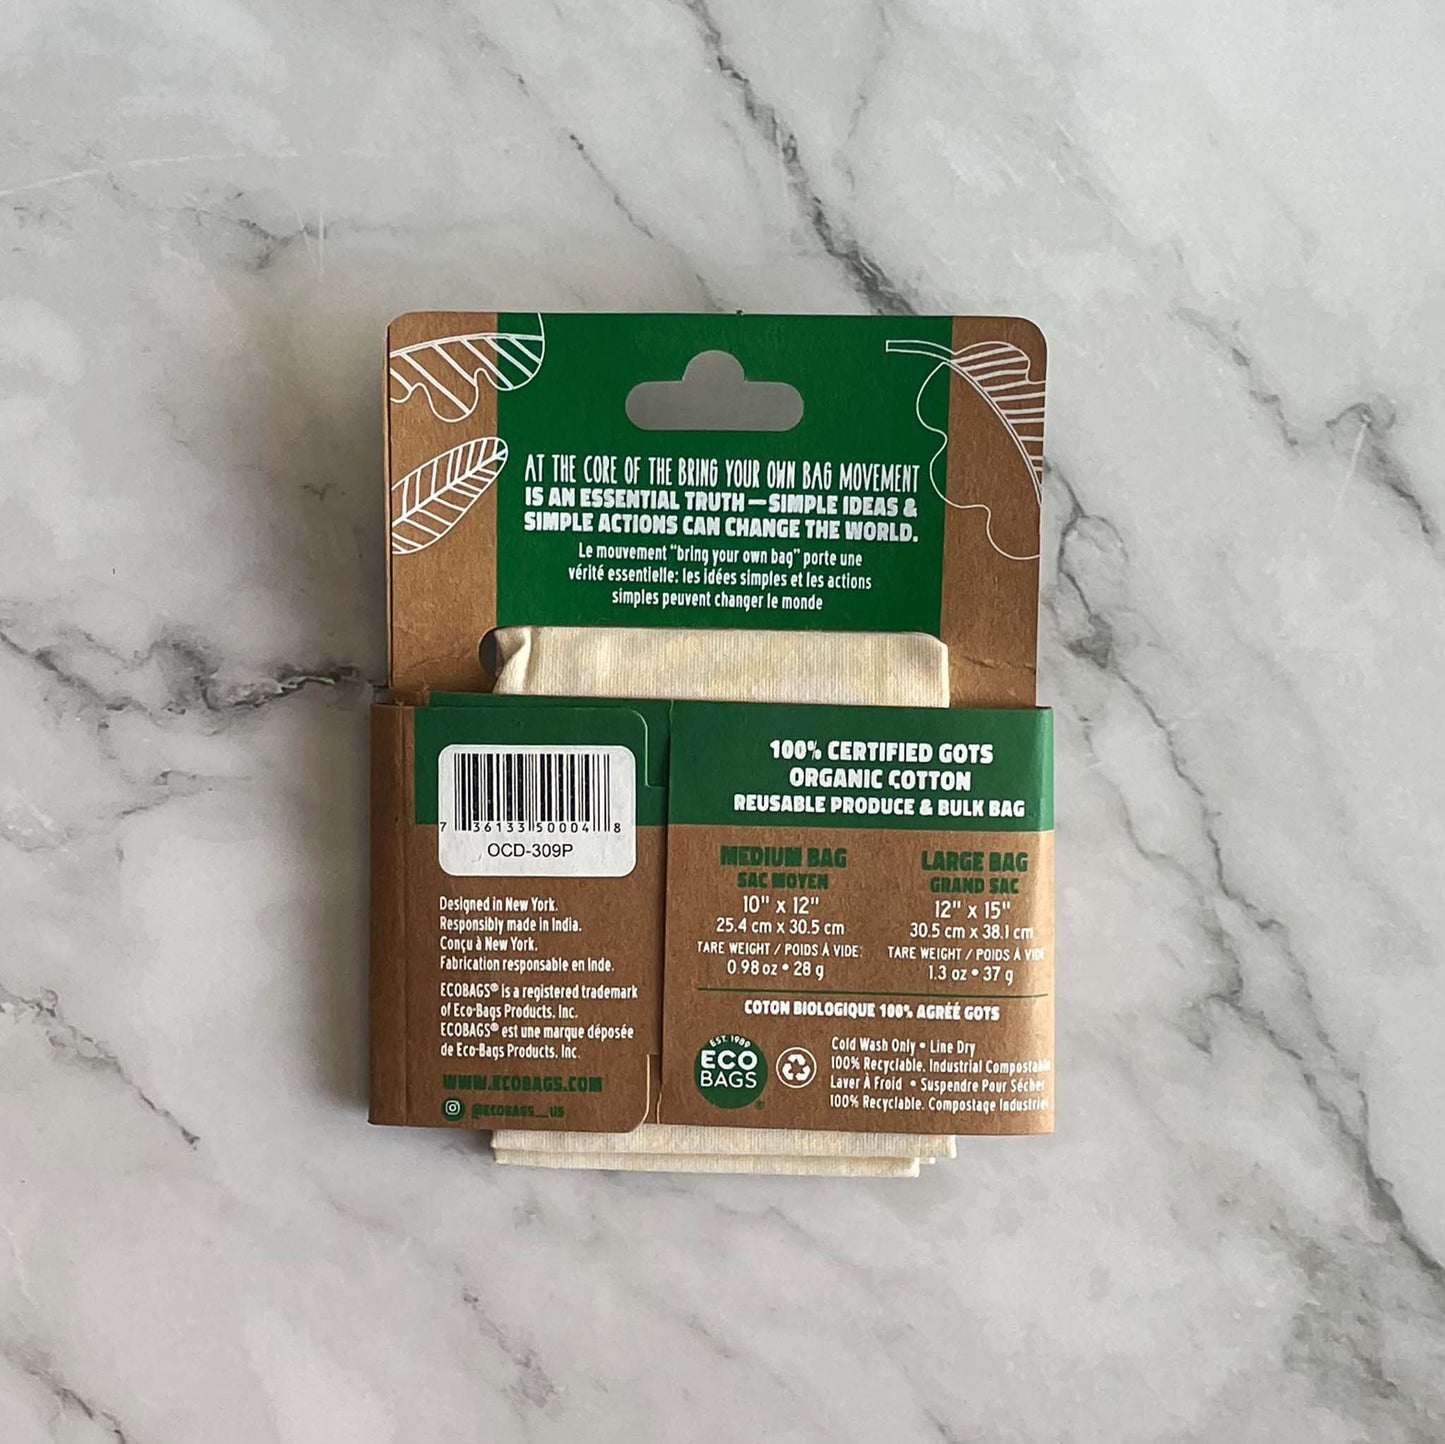 AT THE CORE OF THE BRING YOUR OWN BAG MOVEMENT
IS AN ESSENTIAL TRUTH — SIMPLE IDEAS &
SIMPLE ACTIONS CAN CHANGE THE WORLD.
Le mouvement "bring your own bag" porte une
vérité essentielle: les idées simples et les actions
simples peuvent changer le monde
7 36133 50004 8
OCD-309P
Designed in New York.
Responsibly made in India.
Conçu à New York.
Fabrication responsable en Inde.
ECOBAGS® Is a registered trademark
of Eco-Bags Products, Inc.
ECOBAGS® est une marque déposée
de Eco-Bags Products, Inc.
WWW.ECOBAGS.COM
@ECOBAGS_US
100% CERTIFIED GOTS
ORGANIC COTTON
REUSABLE PRODUCE & BULK BAG
MEDIUM BAG
SAC MOYEN
10" x 12"
25.4 cm x 30.5 cm
TARE WEIGHT / POIDS À VIDE:
0.98 oz • 28 g
LARGE BAG
GRAND SAC
12" x 15"
30.5 cm x 38.1 cm
TARE WEIGHT / POIDS À VIDE
1.3 oz • 37 g
COTON BIOLOGIQUE 100% AGRÉÉ GOTS
EST. 1989
ECO
BAGS
®
Cold Wash Only • Line Dry
100% Recyclable. Industrial Compostable
Laver À Froid • Suspendre Pour Sécher
100% Recyclable. Compostage Industriel